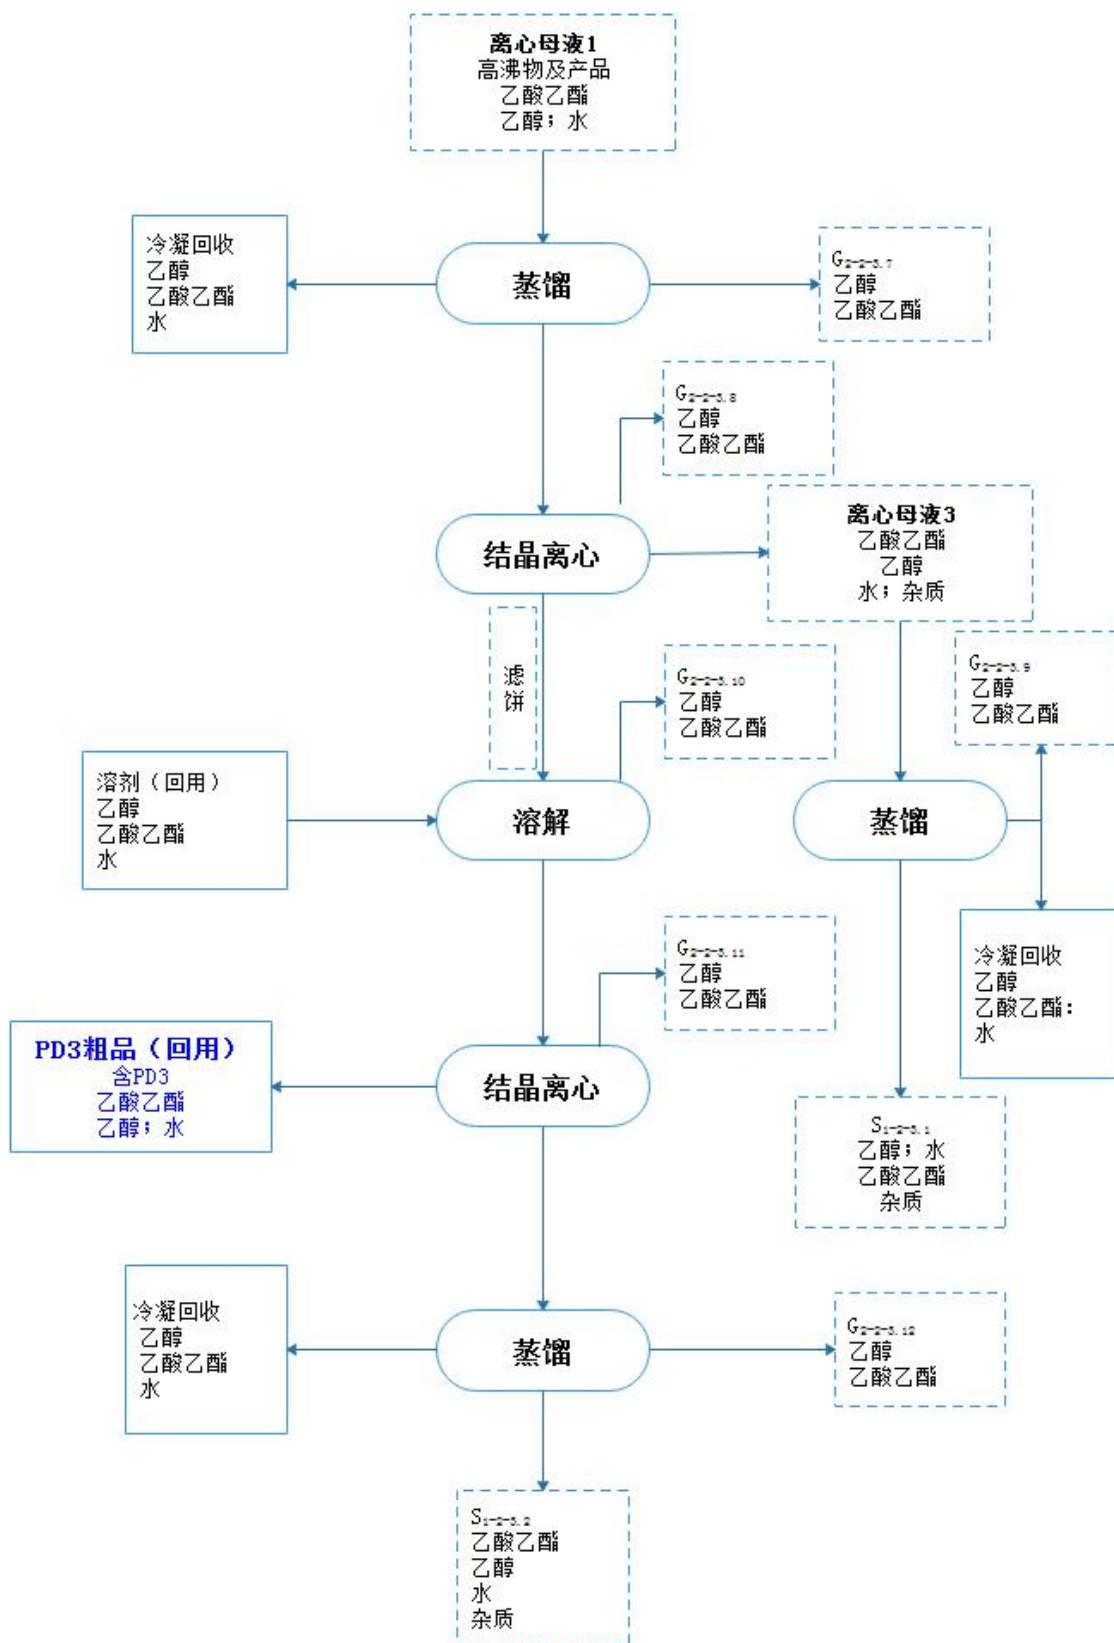 离心母液1
高沸物及产品
乙酸乙酯
乙醇；水
冷凝回收
乙醇
乙酸乙酯
水
蒸馏
G2-2-3.7
乙醇
乙酸乙酯
G2-2-3.8
乙醇
乙酸乙酯
结晶离心
离心母液3
乙酸乙酯
乙醇
水；杂质
滤饼
G2-2-3.10
乙醇
乙酸乙酯
G2-2-3.9
乙醇
乙酸乙酯
溶剂（回用）
乙醇
乙酸乙酯
水
溶解
蒸馏
G2-2-3.11
乙醇
乙酸乙酯
冷凝回收
乙醇
乙酸乙酯：
水
PD3粗品（回用）
含PD3
乙酸乙酯
乙醇；水
结晶离心
S1-2-3.1
乙醇；水
乙酸乙酯
杂质
冷凝回收
乙醇
乙酸乙酯
水
蒸馏
G2-2-3.12
乙醇
乙酸乙酯
S1-2-3.2
乙酸乙酯
乙醇
水
杂质